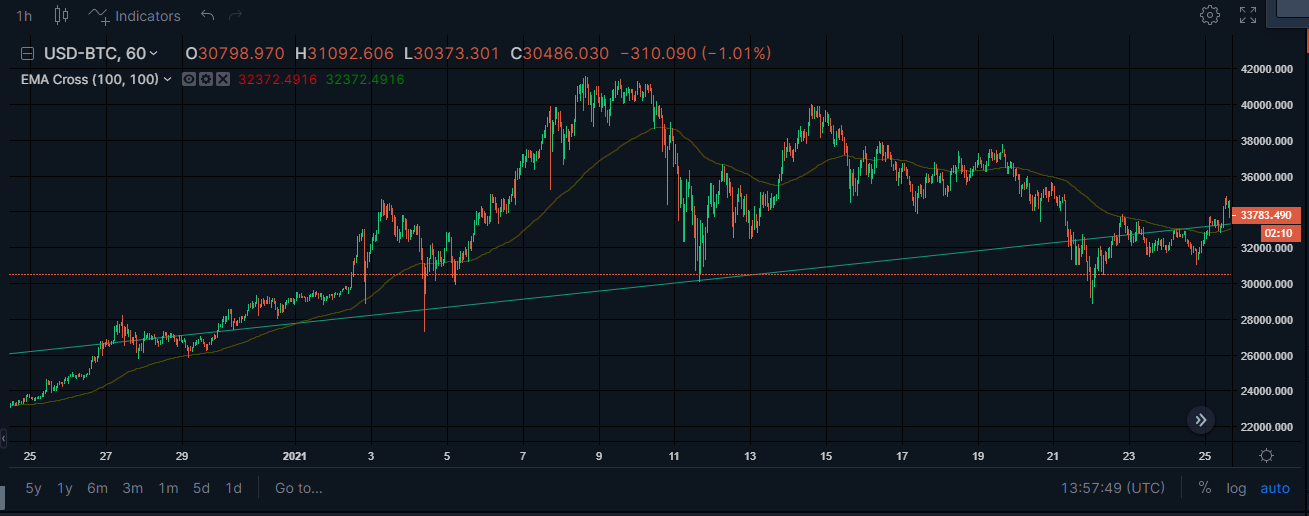 1h Indicators
USD-BTC, 60 O30798.970 H31092.606 L30373.301 C30486.030 −310.090 (−1.01%)
EMA Cross (100, 100) 32372.4916 32372.4916
42000.000
40000.000
38000.000
36000.000
34000.000
33783.490
02:10
32000.000
30000.000
28000.000
26000.000
24000.000
22000.000
25 27 29 2021 3 5 7 9 11 13 15 17 19 21 23 25
5y 1y 6m 3m 1m 5d 1d Go to... 13:57:49 (UTC) % log auto